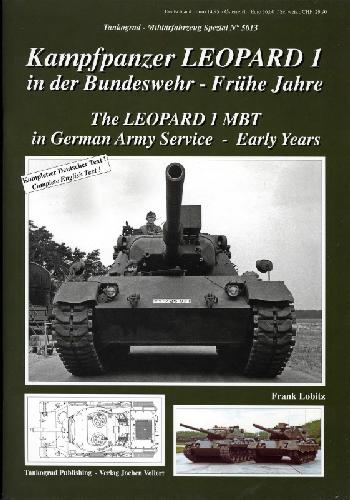 Tankograd - Militärfahrzeug Spezial N° 5013
Kampfpanzer LEOPARD 1
in der Bundeswehr - Frühe Jahre
The LEOPARD 1 MBT
in German Army Service - Early Years
Kompletter Deutscher Text !
Complete English Text !
Frank Lobitz
Tankograd Publishing - Verlag Jochen Vollert